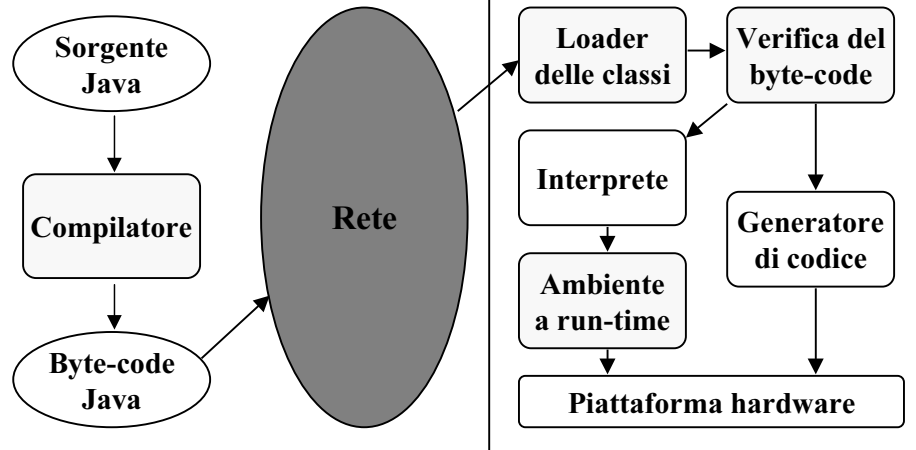 Sorgente
Java
Compilatore
Byte-code
Java
Rete
Loader
delle classi
Verifica del
byte-code
Interprete
Generatore
di codice
Ambiente
a run-time
Piattaforma hardware